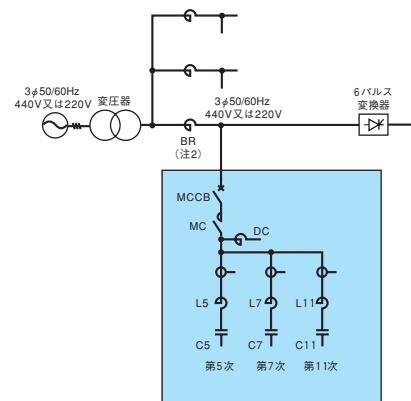 3φ50/60Hz
440V又は220V
変圧器
3φ50/60Hz
440V又は220V
6パルス
変換器
BR
（注2）
MCCB
MC
DC
L5
L7
L11
C5
C7
C11
第5次
第7次
第11次